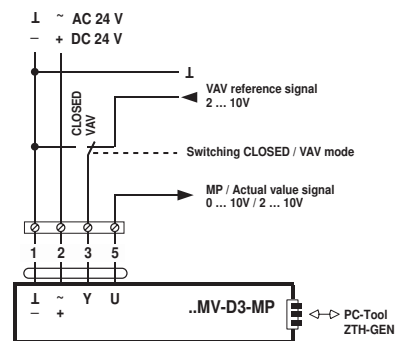 ⊥ ~ AC 24 V
– + DC 24 V
⊥
VAV reference signal
2 ... 10V
CLOSED
VAV
Switching CLOSED / VAV mode
MP / Actual value signal
0 ... 10V / 2 ... 10V
1 2 3 5
⊥ ~ Y U
– +
..MV-D3-MP
PC-Tool
ZTH-GEN